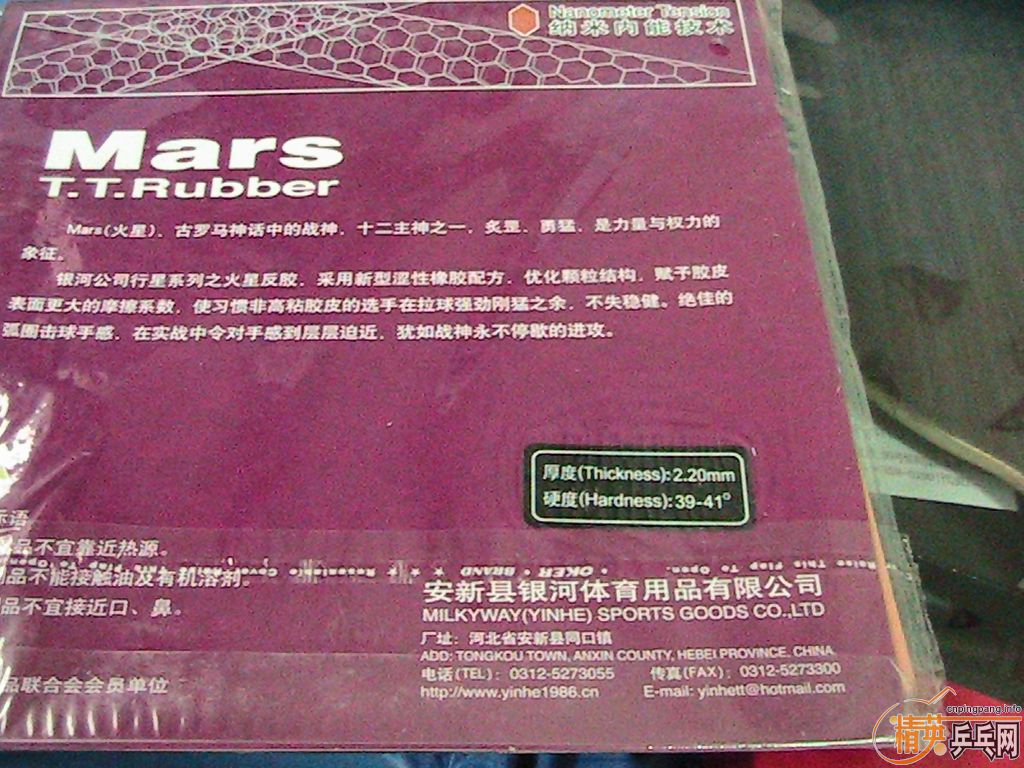 Nanometer Tension
纳米内能技术
Mars
T.T.Rubber
Mars(火星)，古罗马神话中的战神，十二主神之一，炙罡，勇猛，是力量与权力的
象征。
银河公司行星系列之火星反胶，采用新型涩性橡胶配方，优化颗粒结构，赋予胶皮
表面更大的摩擦系数，使习惯非高粘胶皮的选手在拉球强劲刚猛之余，不失稳健。绝佳的
弧圈击球手感，在实战中令对手感到层层迫近，犹如战神永不停歇的进攻。
厚度(Thickness):2.20mm
硬度(Hardness):39-41°
示语
品不宜靠近热源。
品不能接触油及有机溶剂。
品不宜接近口、鼻。
Raise This Flap To Open. • JOKER • BRAND
安新县银河体育用品有限公司
MILKYWAY(YINHE) SPORTS GOODS CO.,LTD
厂址：河北省安新县同口镇
ADD: TONGKOU TOWN, ANXIN COUNTY, HEBEI PROVINCE, CHINA.
电话(TEL)：0312-5273055 传真(FAX)：0312-5273300
http://www.yinhe1986.cn E-mail: yinhett@hotmail.com
品联合会会员单位
cnpingpang.info
精英乒乓网